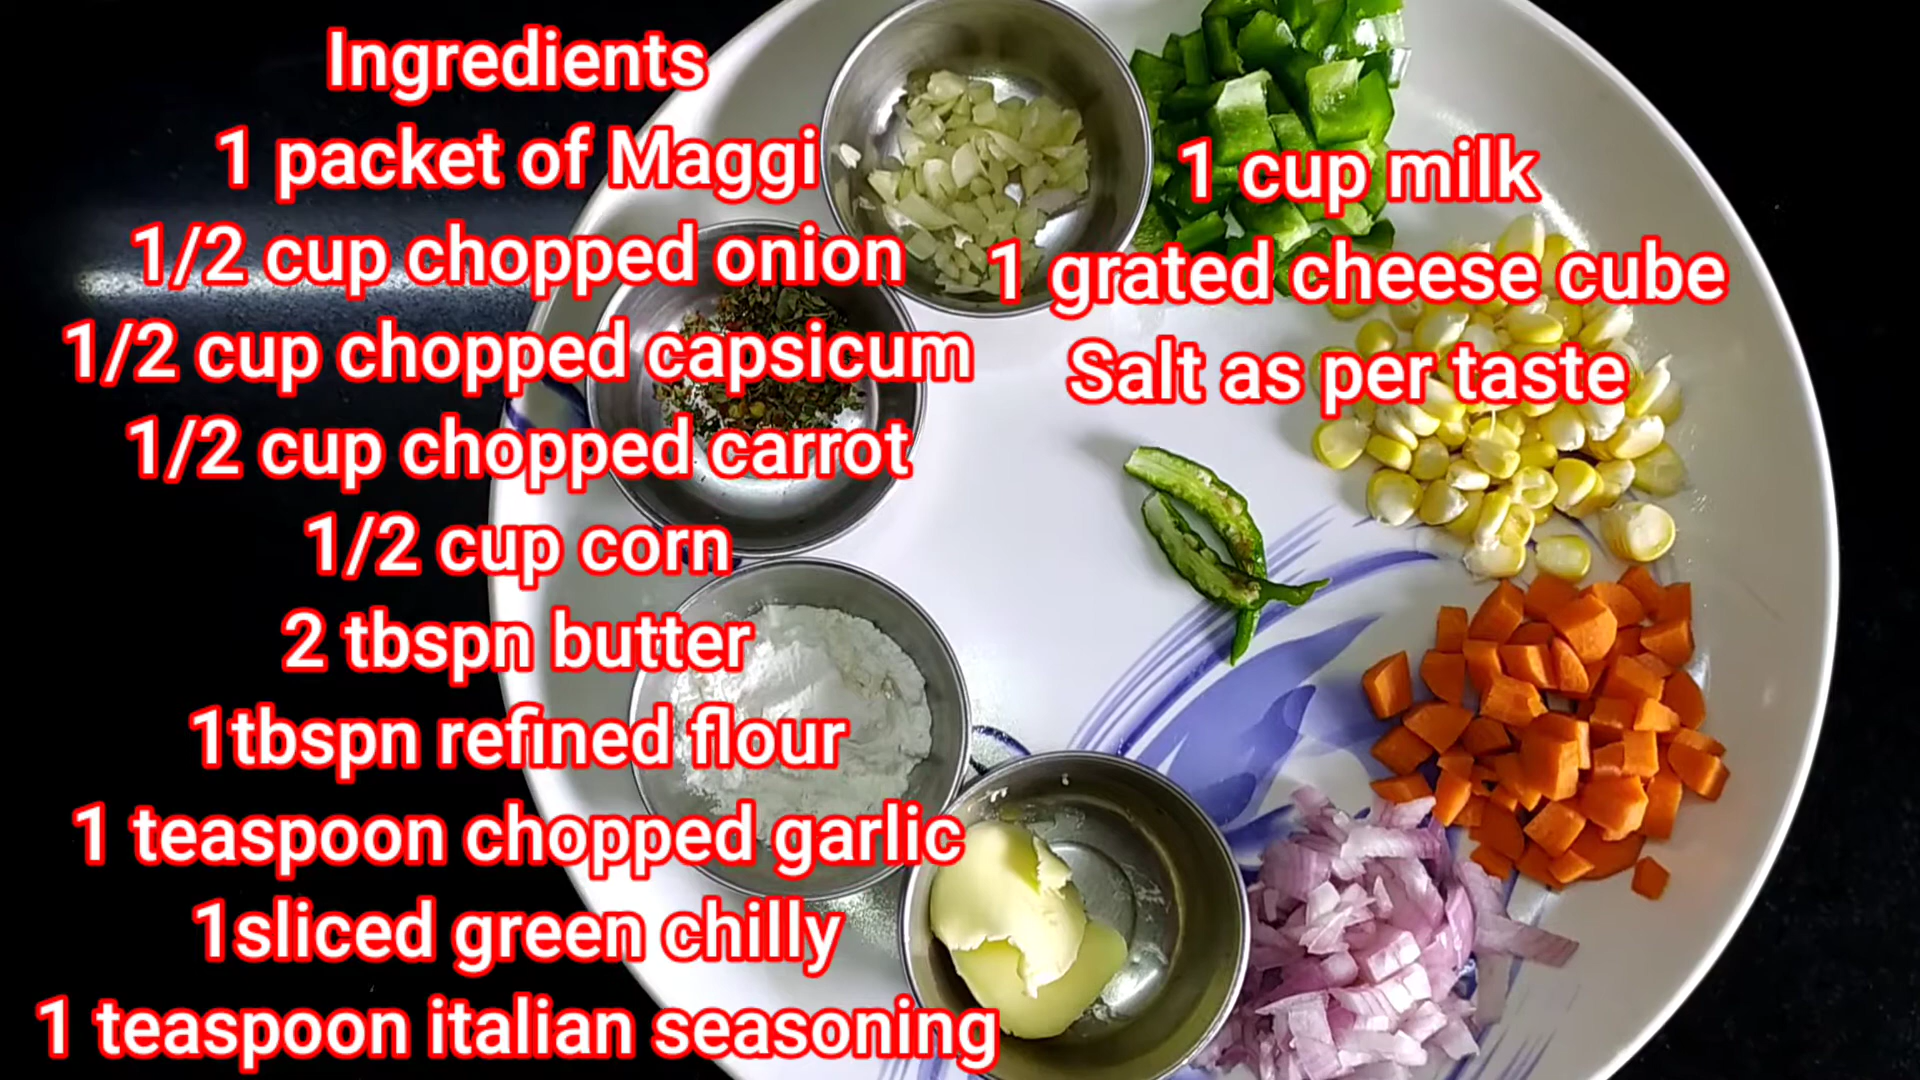 Ingredients
1 packet of Maggi
1/2 cup chopped onion
1/2 cup chopped capsicum
1/2 cup chopped carrot
1/2 cup corn
2 tbspn butter
1tbspn refined flour
1 teaspoon chopped garlic
1sliced green chilly
1 teaspoon italian seasoning
1 cup milk
1 grated cheese cube
Salt as per taste